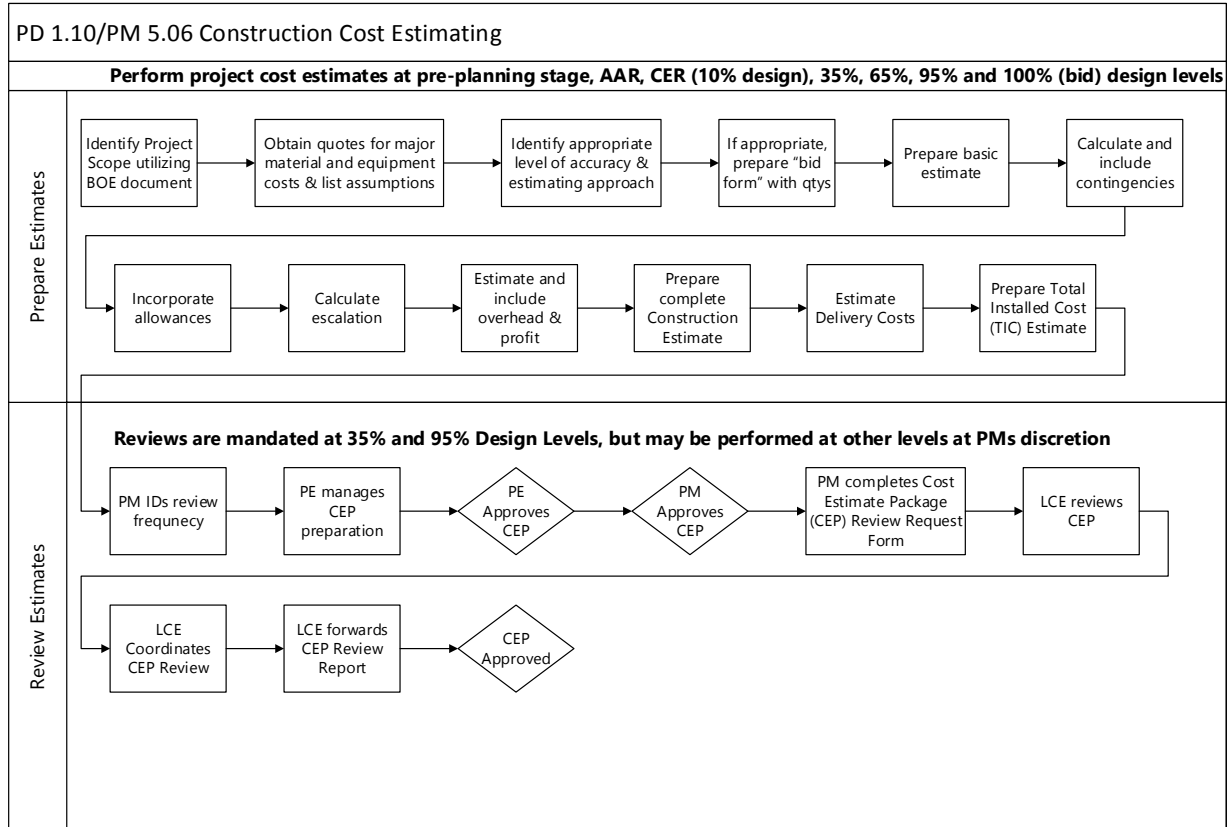 PD 1.10/PM 5.06 Construction Cost Estimating
Perform project cost estimates at pre-planning stage, AAR, CER (10% design), 35%, 65%, 95% and 100% (bid) design levels
Prepare Estimates
Identify Project
Scope utilizing
BOE document
Obtain quotes for major
material and equipment
costs & list assumptions
Identify appropriate
level of accuracy &
estimating approach
If appropriate,
prepare “bid
form” with qtys
Prepare basic
estimate
Calculate and
include
contingencies
Incorporate
allowances
Calculate
escalation
Estimate and
include
overhead &
profit
Prepare
complete
Construction
Estimate
Estimate
Delivery Costs
Prepare Total
Installed Cost
(TIC) Estimate
Review Estimates
Reviews are mandated at 35% and 95% Design Levels, but may be performed at other levels at PMs discretion
PM IDs review
frequnecy
PE manages
CEP
preparation
PE
Approves
CEP
PM
Approves
CEP
PM completes Cost
Estimate Package
(CEP) Review Request
Form
LCE reviews
CEP
LCE
Coordinates
CEP Review
LCE forwards
CEP Review
Report
CEP
Approved